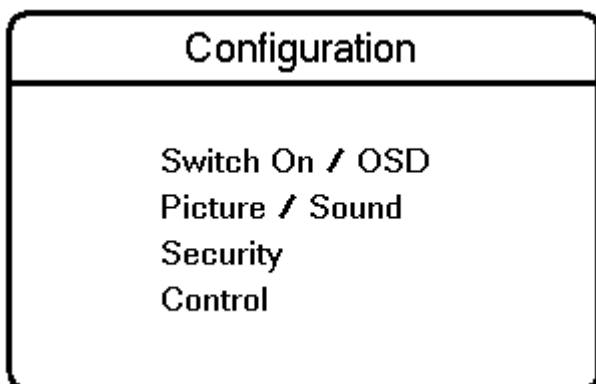 Configuration
Switch On / OSD
Picture / Sound
Security
Control